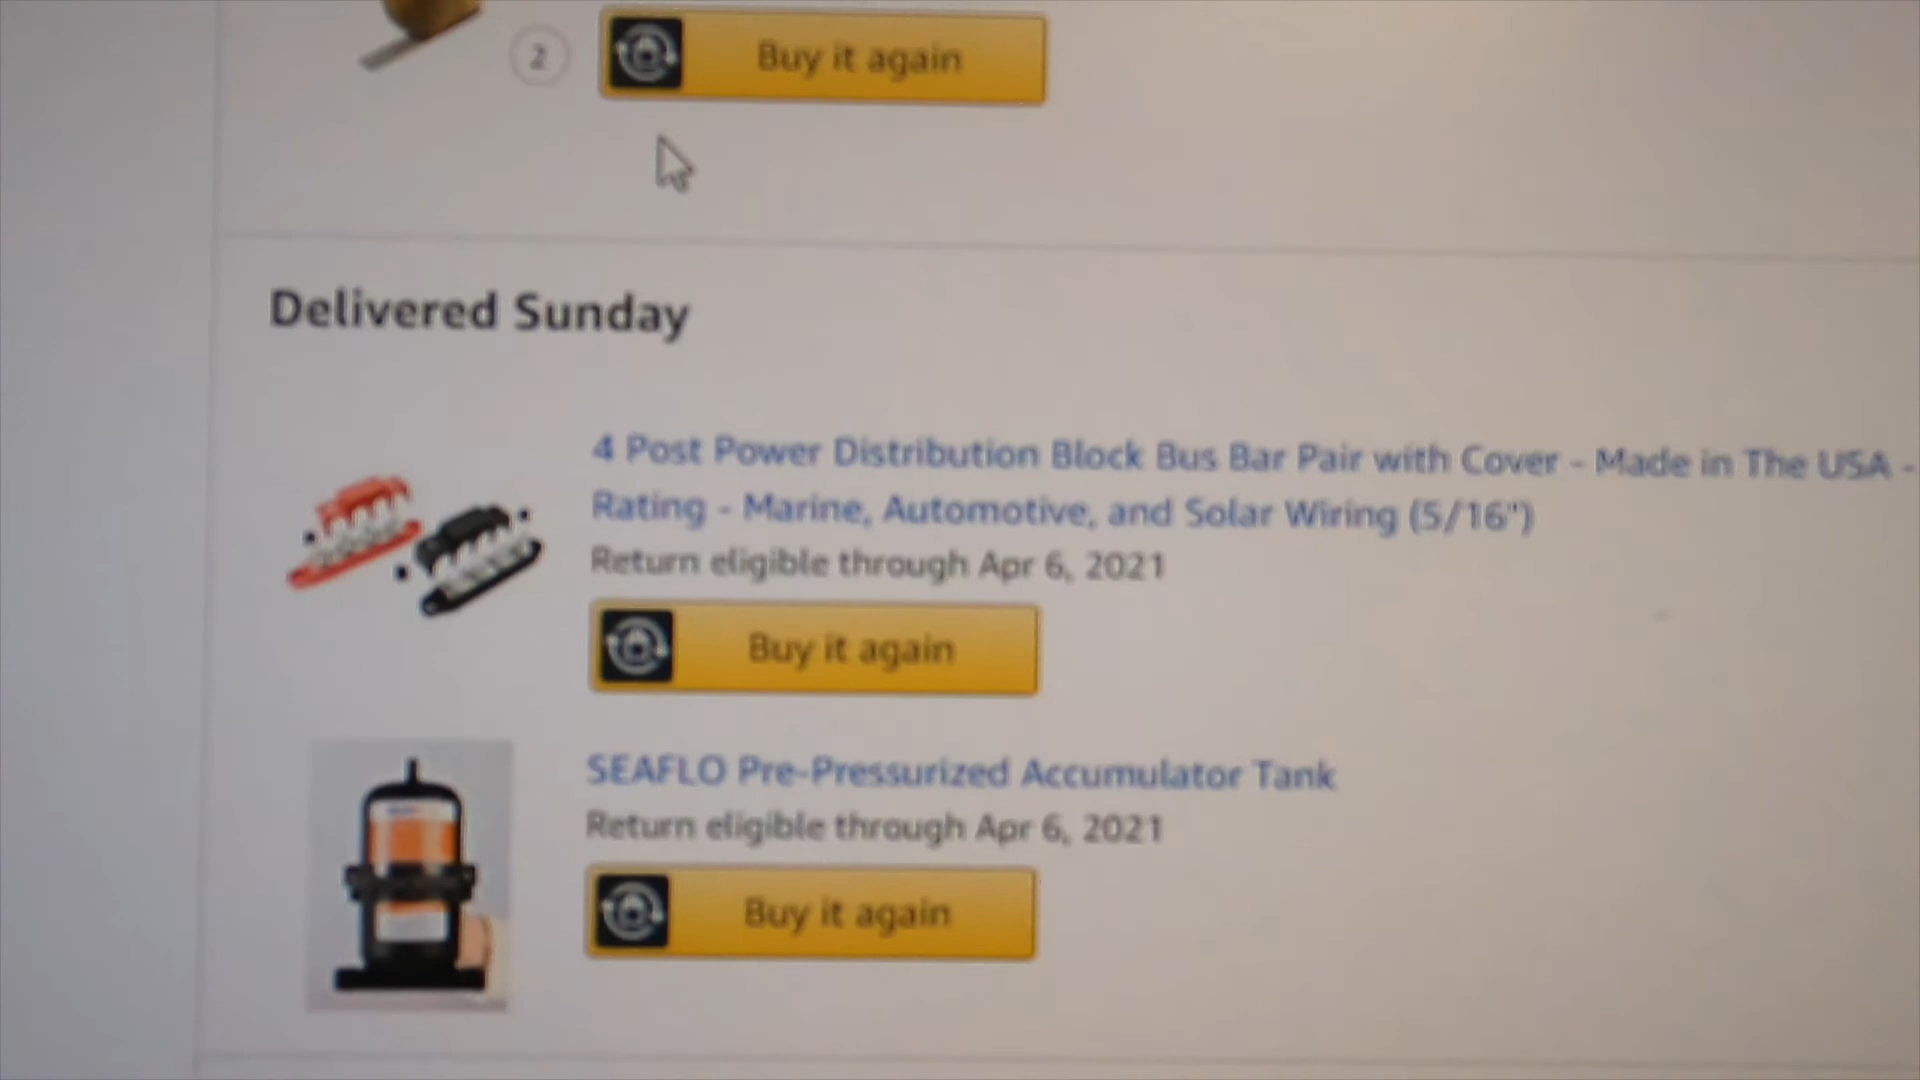 2
Buy it again
Delivered Sunday
4 Post Power Distribution Block Bus Bar Pair with Cover - Made in The USA -
Rating - Marine, Automotive, and Solar Wiring (5/16")
Return eligible through Apr 6, 2021
Buy it again
SEAFLO Pre-Pressurized Accumulator Tank
Return eligible through Apr 6, 2021
Buy it again